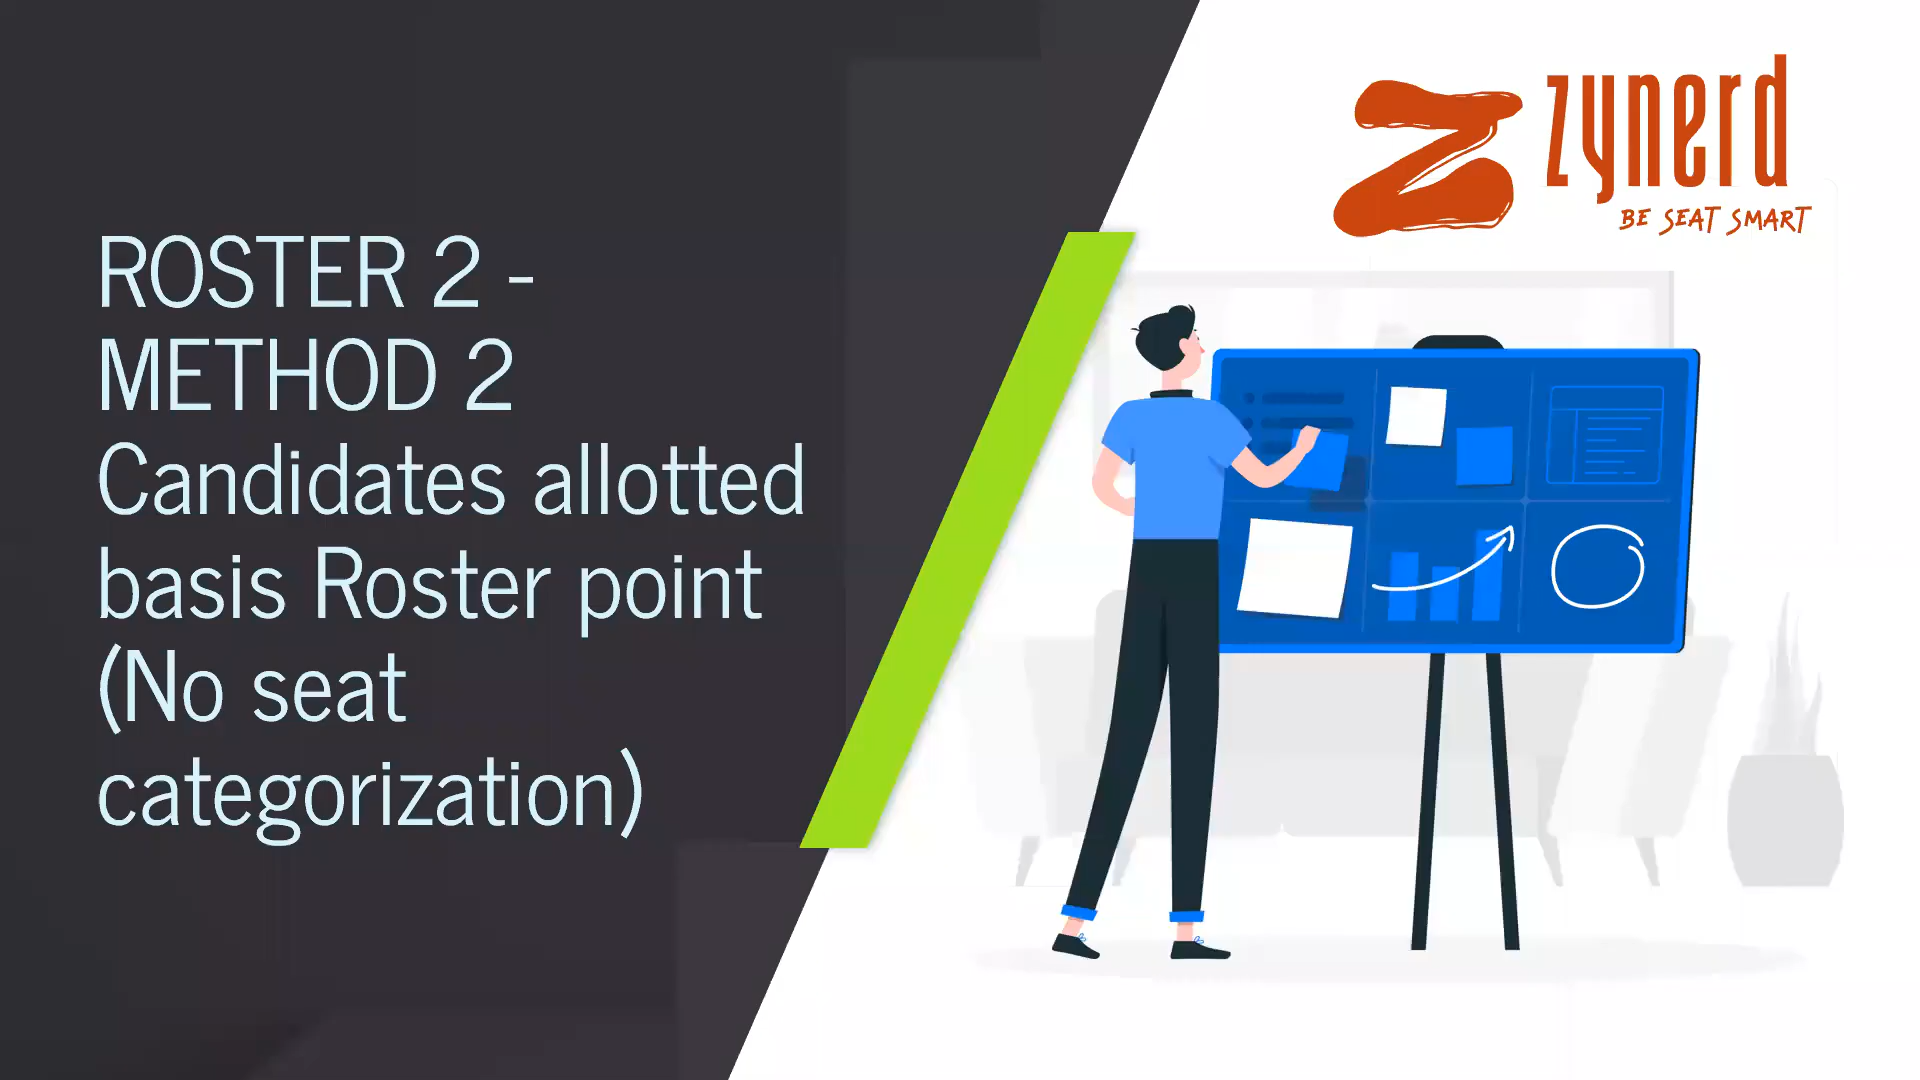 ROSTER 2 -
METHOD 2
Candidates allotted
basis Roster point
(No seat
categorization)
zynerd
BE SEAT SMART